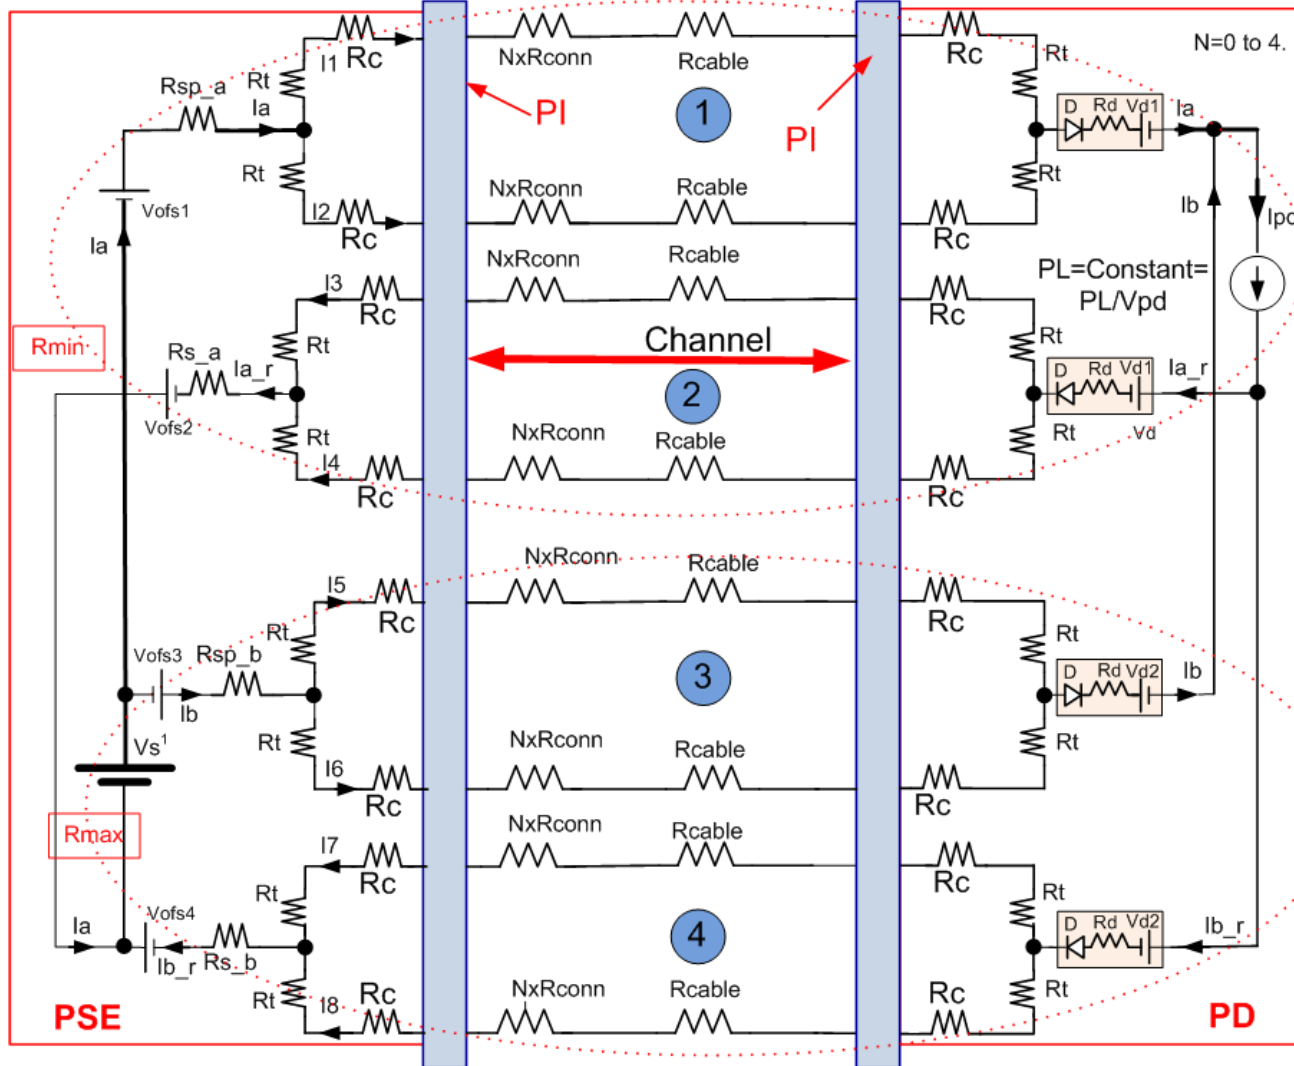 Rc
NxRconn
Rcable
Rc
N=0 to 4.
I1
Rt
Rt
Rsp_a
Ia
PI
1
PI
D
Rd
Vd1
Ia
Rt
Rt
NxRconn
Rcable
Ib
Vofs1
I2
Rc
Rc
Ipd
Ia
I3
Rc
NxRconn
Rcable
Rc
PL=Constant=
PL/Vpd
Rmin
Rt
Channel
Rt
Rs_a
Ia_r
2
D
Rd
Vd1
Ia_r
Vofs2
Rt
NxRconn
Rcable
Rt
Vd
I4
Rc
Rc
NxRconn
Rcable
I5
Rc
Rc
Rt
Rt
Vofs3
Rsp_b
3
D
Rd
Vd2
Ib
Ib
Vs1
Rt
NxRconn
Rcable
Rt
I6
Rc
Rc
Rmax
I7
Rc
NxRconn
Rcable
Rc
Rt
Rt
Ia
Vofs4
4
D
Rd
Vd2
Ib_r
Ib_r
Rs_b
Rt
I8
Rc
NxRconn
Rcable
Rc
Rt
PSE
PD